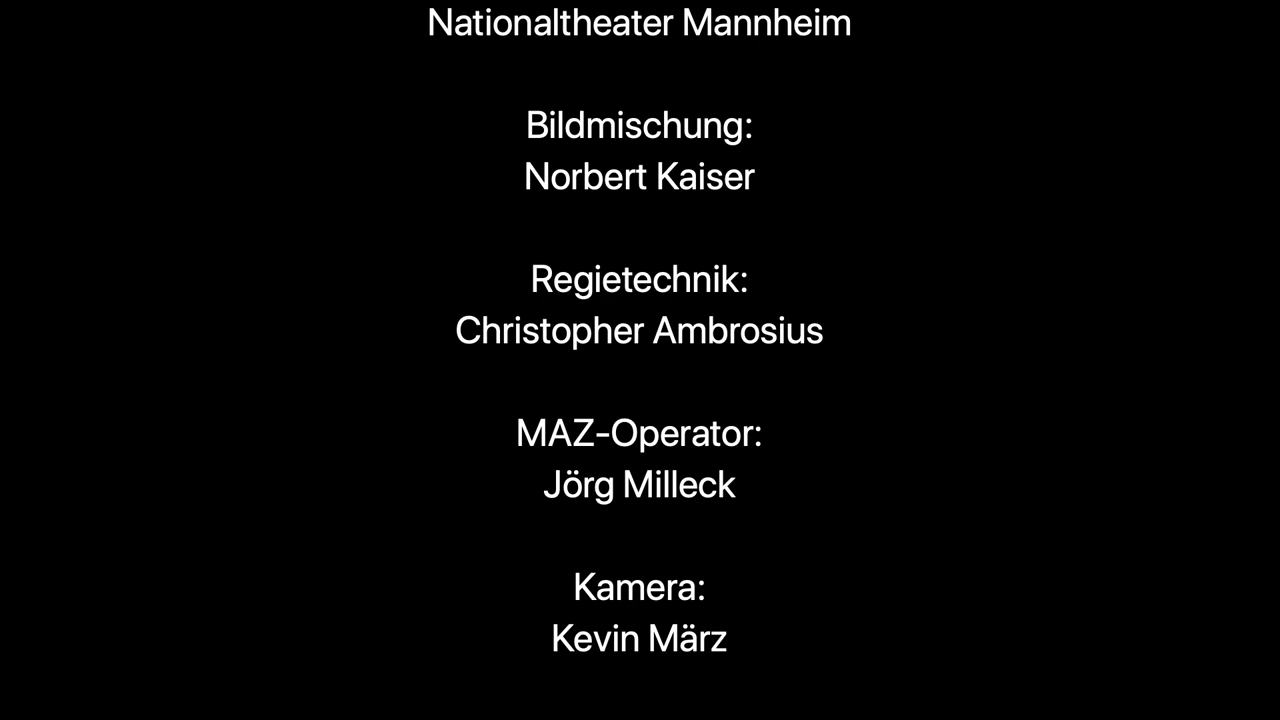 Nationaltheater Mannheim
Bildmischung:
Norbert Kaiser
Regietechnik:
Christopher Ambrosius
MAZ-Operator:
Jörg Milleck
Kamera:
Kevin März